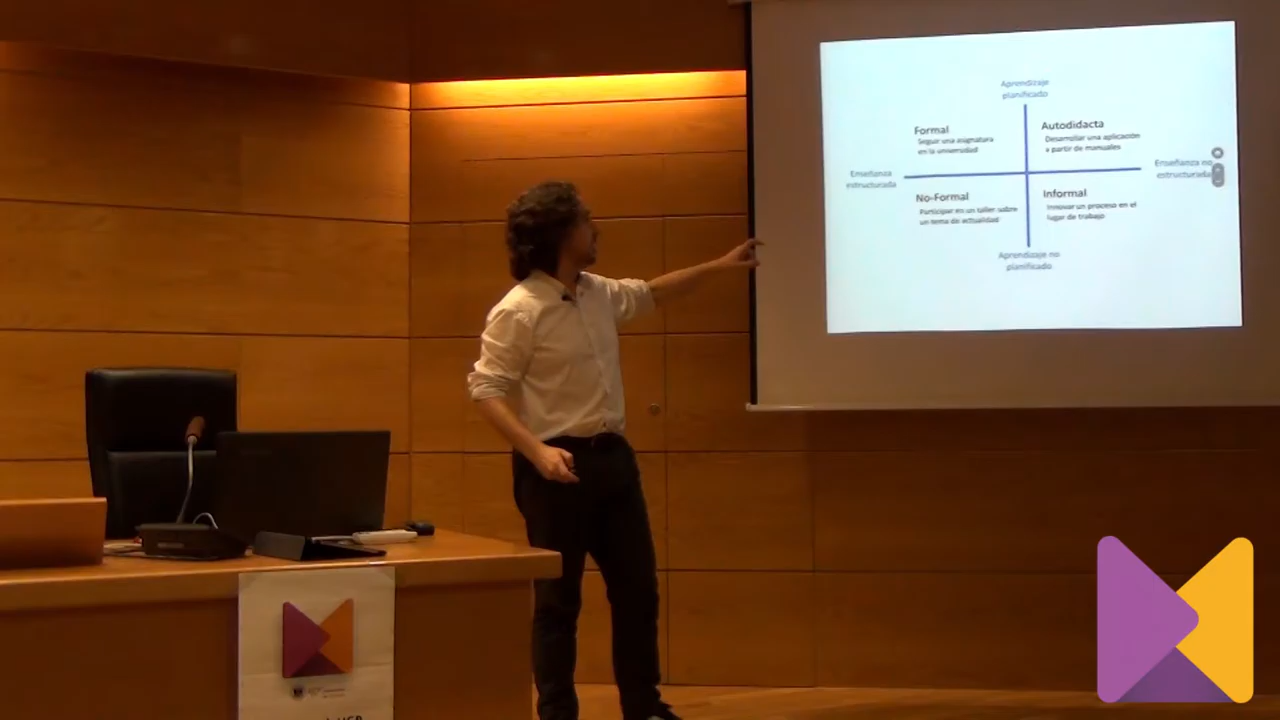 Aprendizaje
planificado
Formal
Seguir una asignatura
en la universidad
Autodidacta
Desarrollar una aplicación
a partir de manuales
Enseñanza
estructurada
Enseñanza no
estructurada
No-Formal
Participar en un taller sobre
un tema de actualidad
Informal
Innovar un proceso en el
lugar de trabajo
Aprendizaje no
planificado